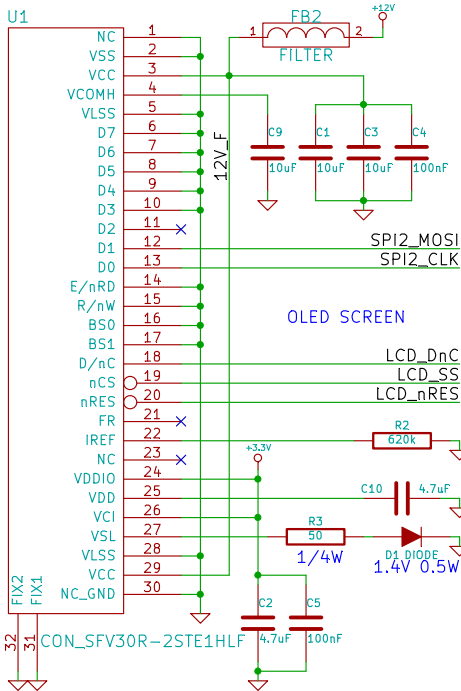 U1
FB2
+12V
1
2
FILTER
NC 1
VSS 2
VCC 3
VCOMH 4
VLSS 5
D7 6
D6 7
D5 8
D4 9
D3 10
D2 11
D1 12
D0 13
E/nRD 14
R/nW 15
BS0 16
BS1 17
D/nC 18
nCS 19
nRES 20
FR 21
IREF 22
NC 23
VDDIO 24
VDD 25
VCI 26
VSL 27
VLSS 28
VCC 29
NC_GND 30
12V_F
C9
10uF
C1
10uF
C3
10uF
C4
100nF
SPI2_MOSI
SPI2_CLK
OLED SCREEN
LCD_DnC
LCD_SS
LCD_nRES
R2
620k
+3.3V
C10 4.7uF
R3
50
1/4W
D1 DIODE
1.4V 0.5W
FIX2
FIX1
32
31
CON_SFV30R-2STE1HLF
C2
4.7uF
C5
100nF